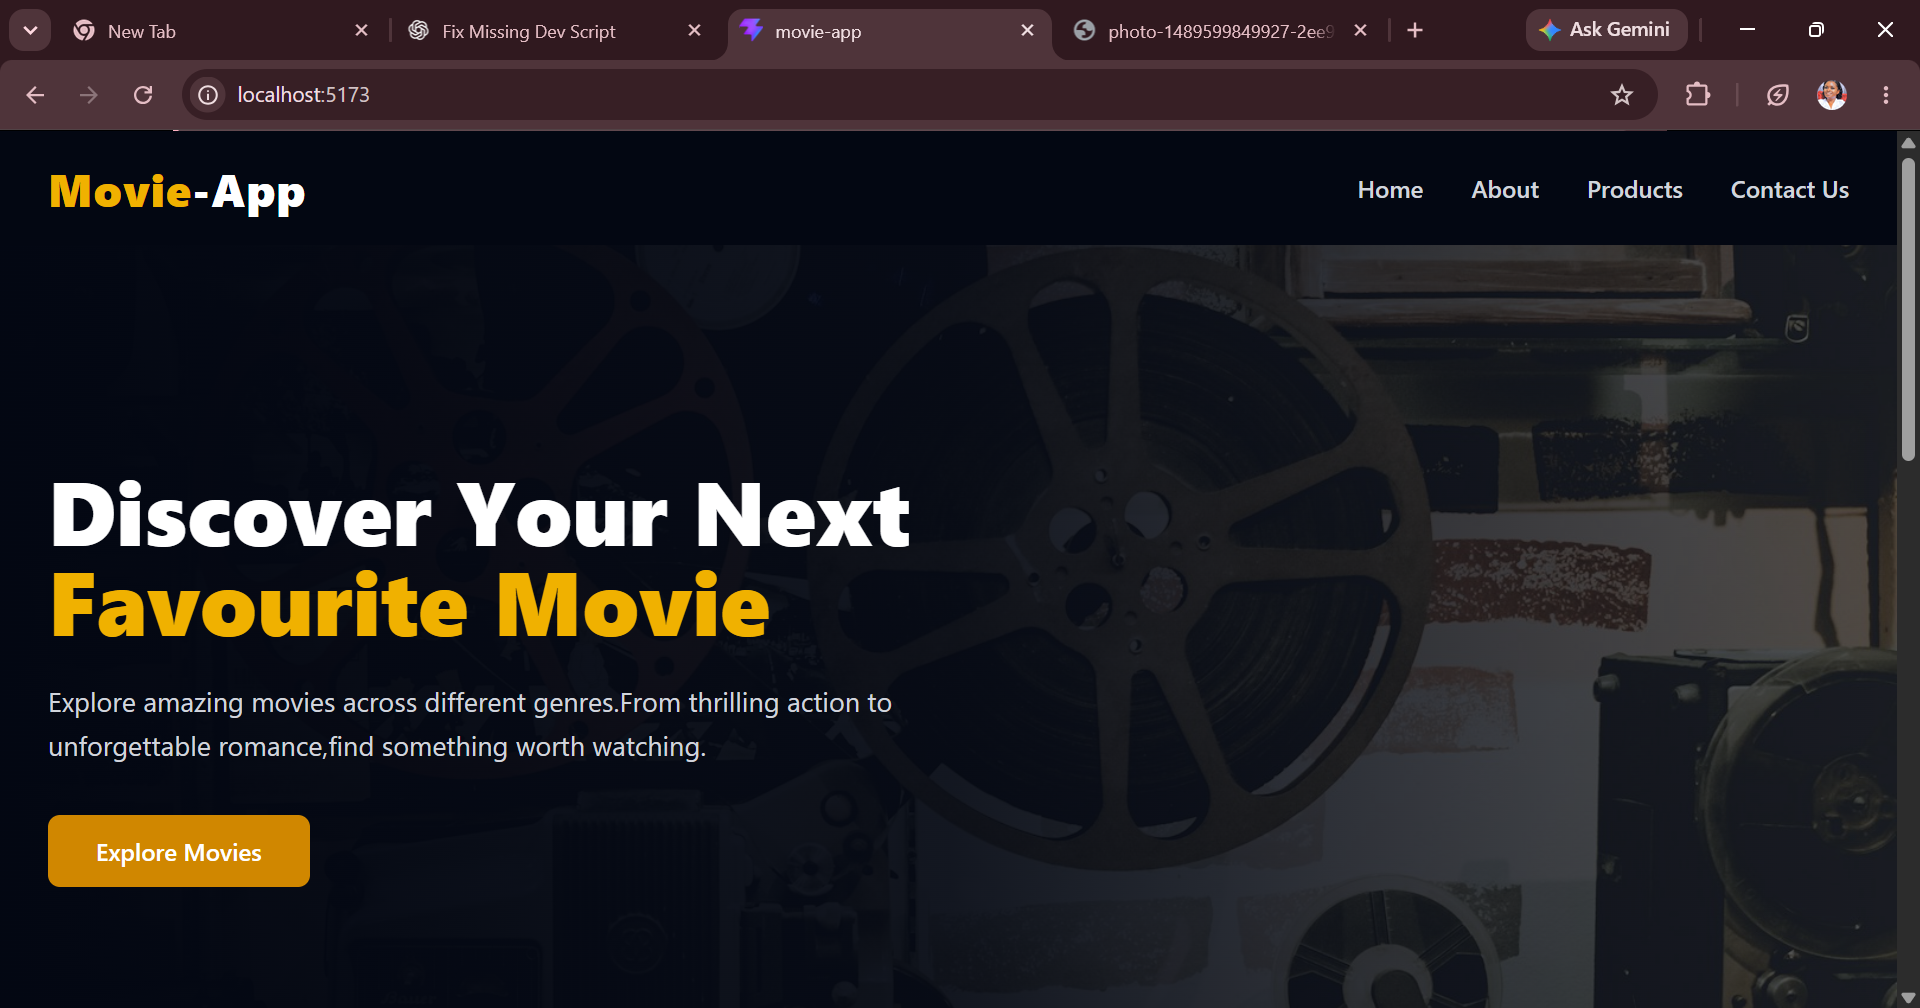 New Tab
Fix Missing Dev Script
movie-app
photo-1489599849927-2ee9
Ask Gemini
localhost:5173
Movie-App
Home
About
Products
Contact Us
Discover Your Next
Favourite Movie
Explore amazing movies across different genres.From thrilling action to
unforgettable romance,find something worth watching.
Explore Movies